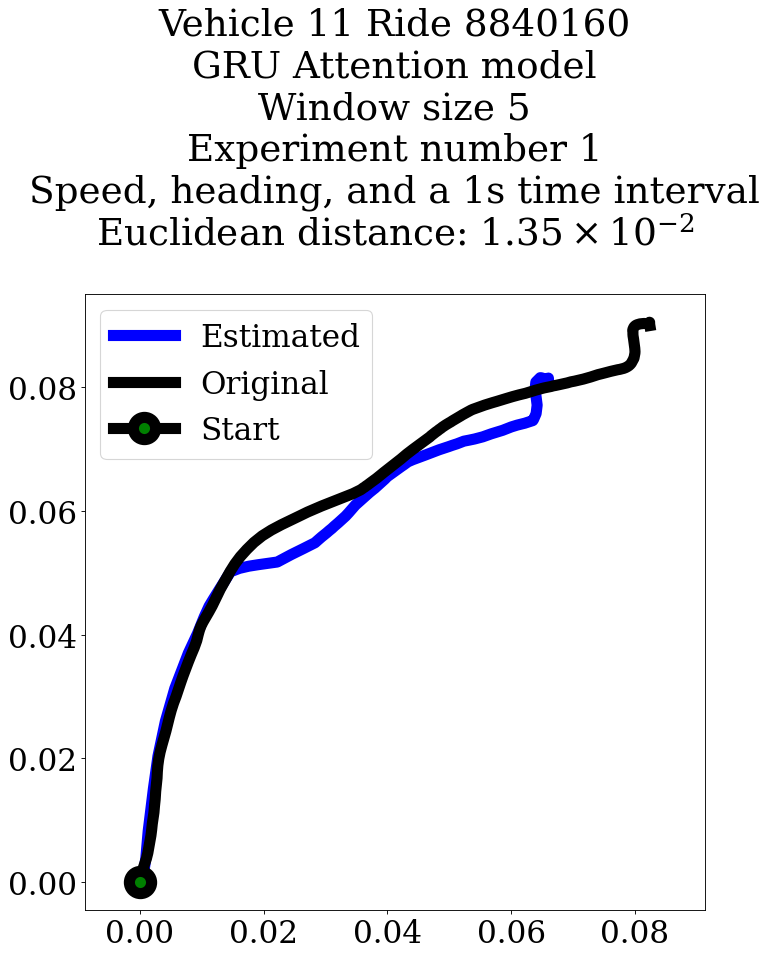 Vehicle 11 Ride 8840160
GRU Attention model
Window size 5
Experiment number 1
Speed, heading, and a 1s time interval
Euclidean distance: 1.35 × 10⁻²
Estimated
Original
Start
0.08
0.06
0.04
0.02
0.00
0.00 0.02 0.04 0.06 0.08